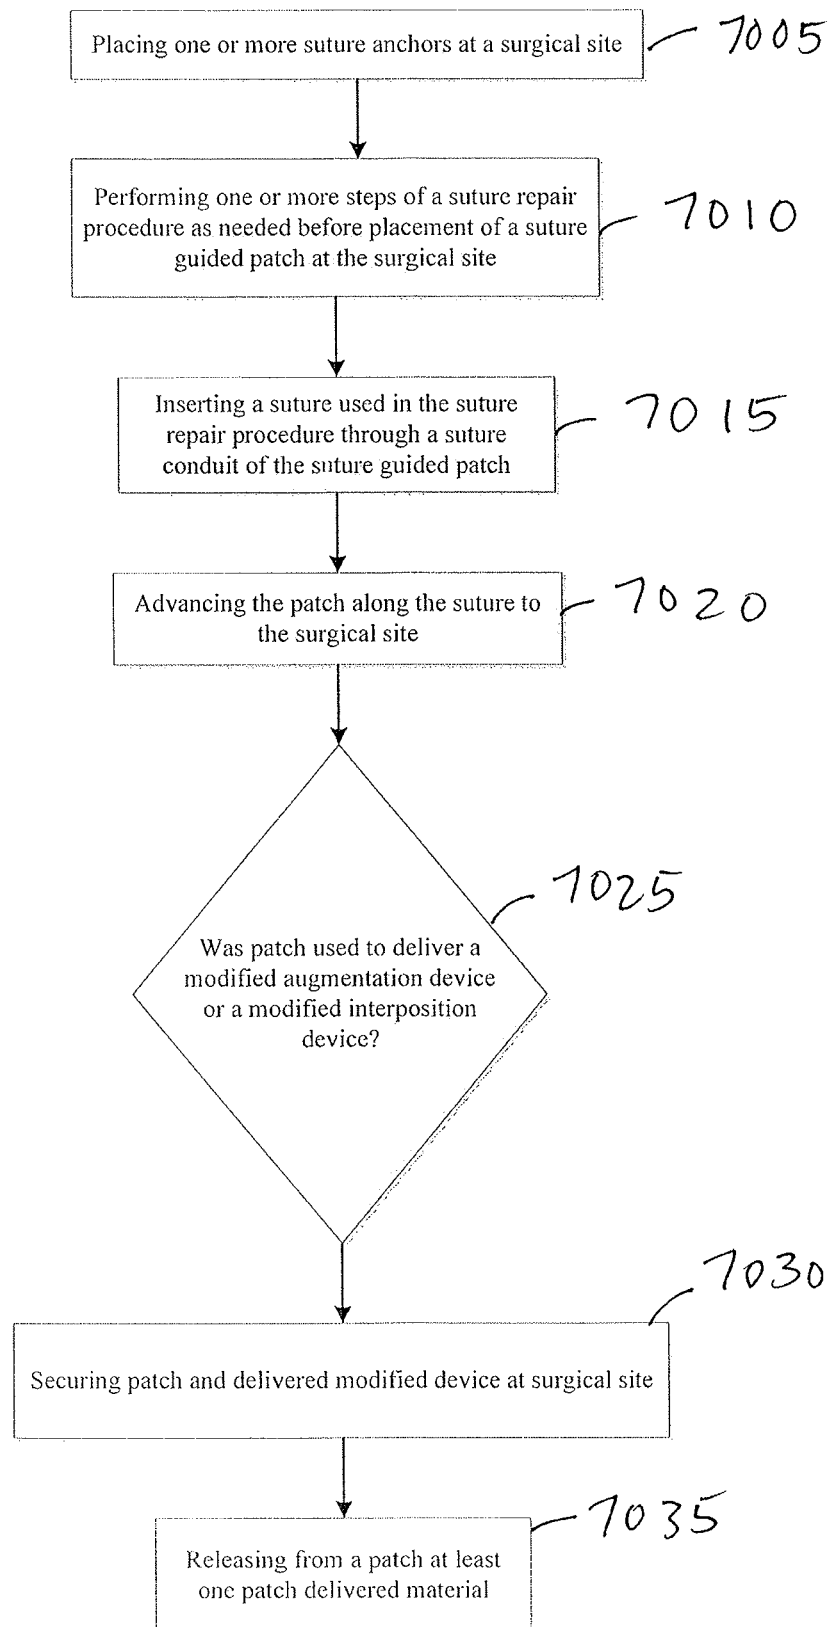 Placing one or more suture anchors at a surgical site
7005
Performing one or more steps of a suture repair
procedure as needed before placement of a suture
guided patch at the surgical site
7010
Inserting a suture used in the suture
repair procedure through a suture
conduit of the suture guided patch
7015
Advancing the patch along the suture to
the surgical site
7020
Was patch used to deliver a
modified augmentation device
or a modified interposition
device?
7025
Securing patch and delivered modified device at surgical site
7030
Releasing from a patch at least
one patch delivered material
7035